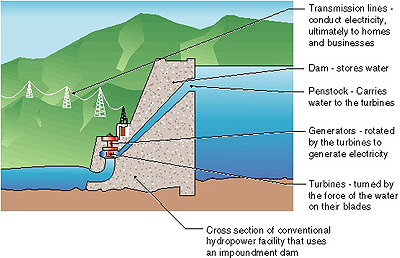 Transmission lines -
conduct electricity,
ultimately to homes
and businesses
Dam - stores water
Penstock - Carries
water to the turbines
Generators - rotated
by the turbines to
generate electricity
Turbines - turned by
the force of the water
on their blades
Cross section of conventional
hydropower facility that uses
an impoundment dam